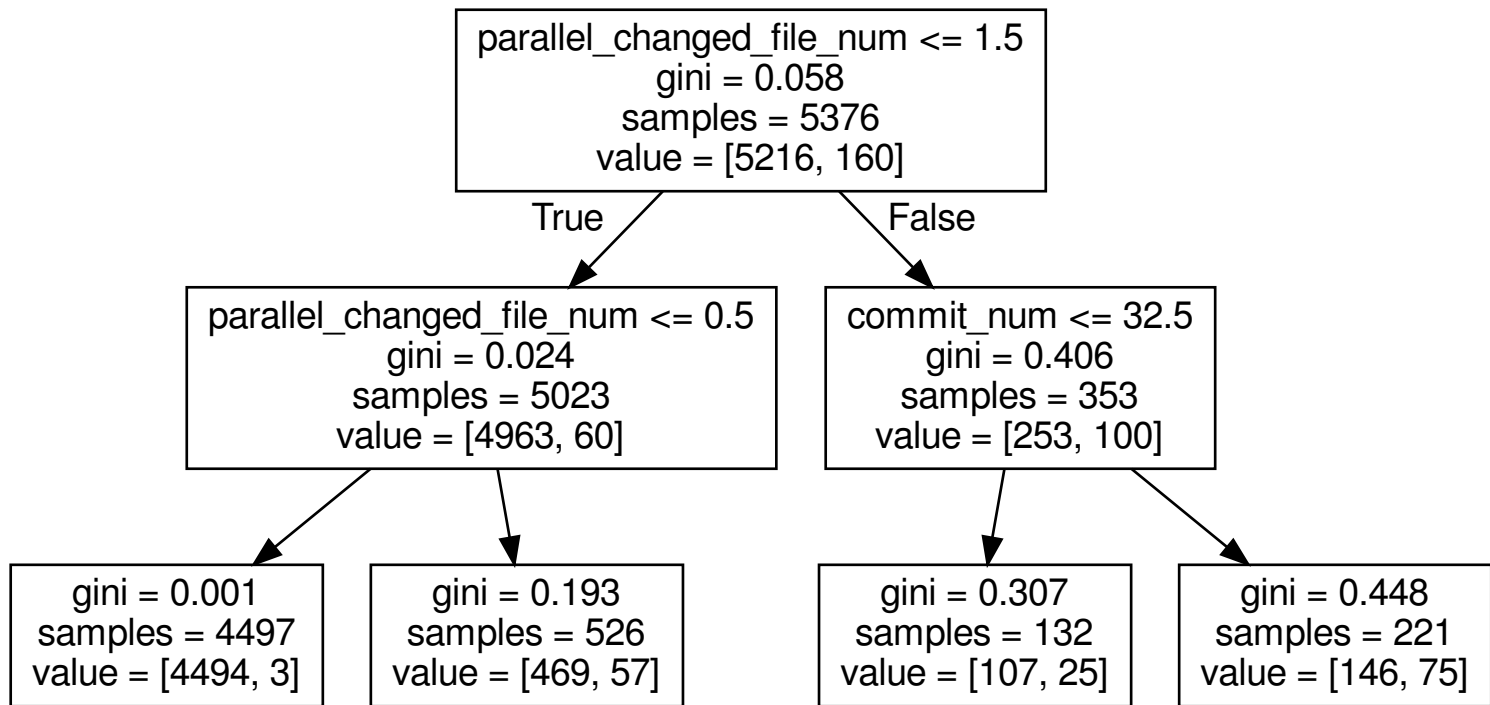 parallel_changed_file_num <= 1.5
gini = 0.058
samples = 5376
value = [5216, 160]
True
False
parallel_changed_file_num <= 0.5
gini = 0.024
samples = 5023
value = [4963, 60]
commit_num <= 32.5
gini = 0.406
samples = 353
value = [253, 100]
gini = 0.001
samples = 4497
value = [4494, 3]
gini = 0.193
samples = 526
value = [469, 57]
gini = 0.307
samples = 132
value = [107, 25]
gini = 0.448
samples = 221
value = [146, 75]